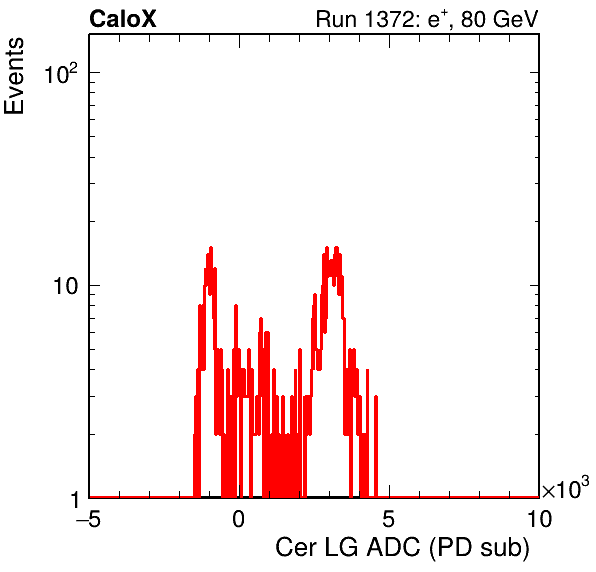 CaloX Run 1372: e⁺, 80 GeV
Events
10²
10
1
−5 0 5 10
×10³
Cer LG ADC (PD sub)